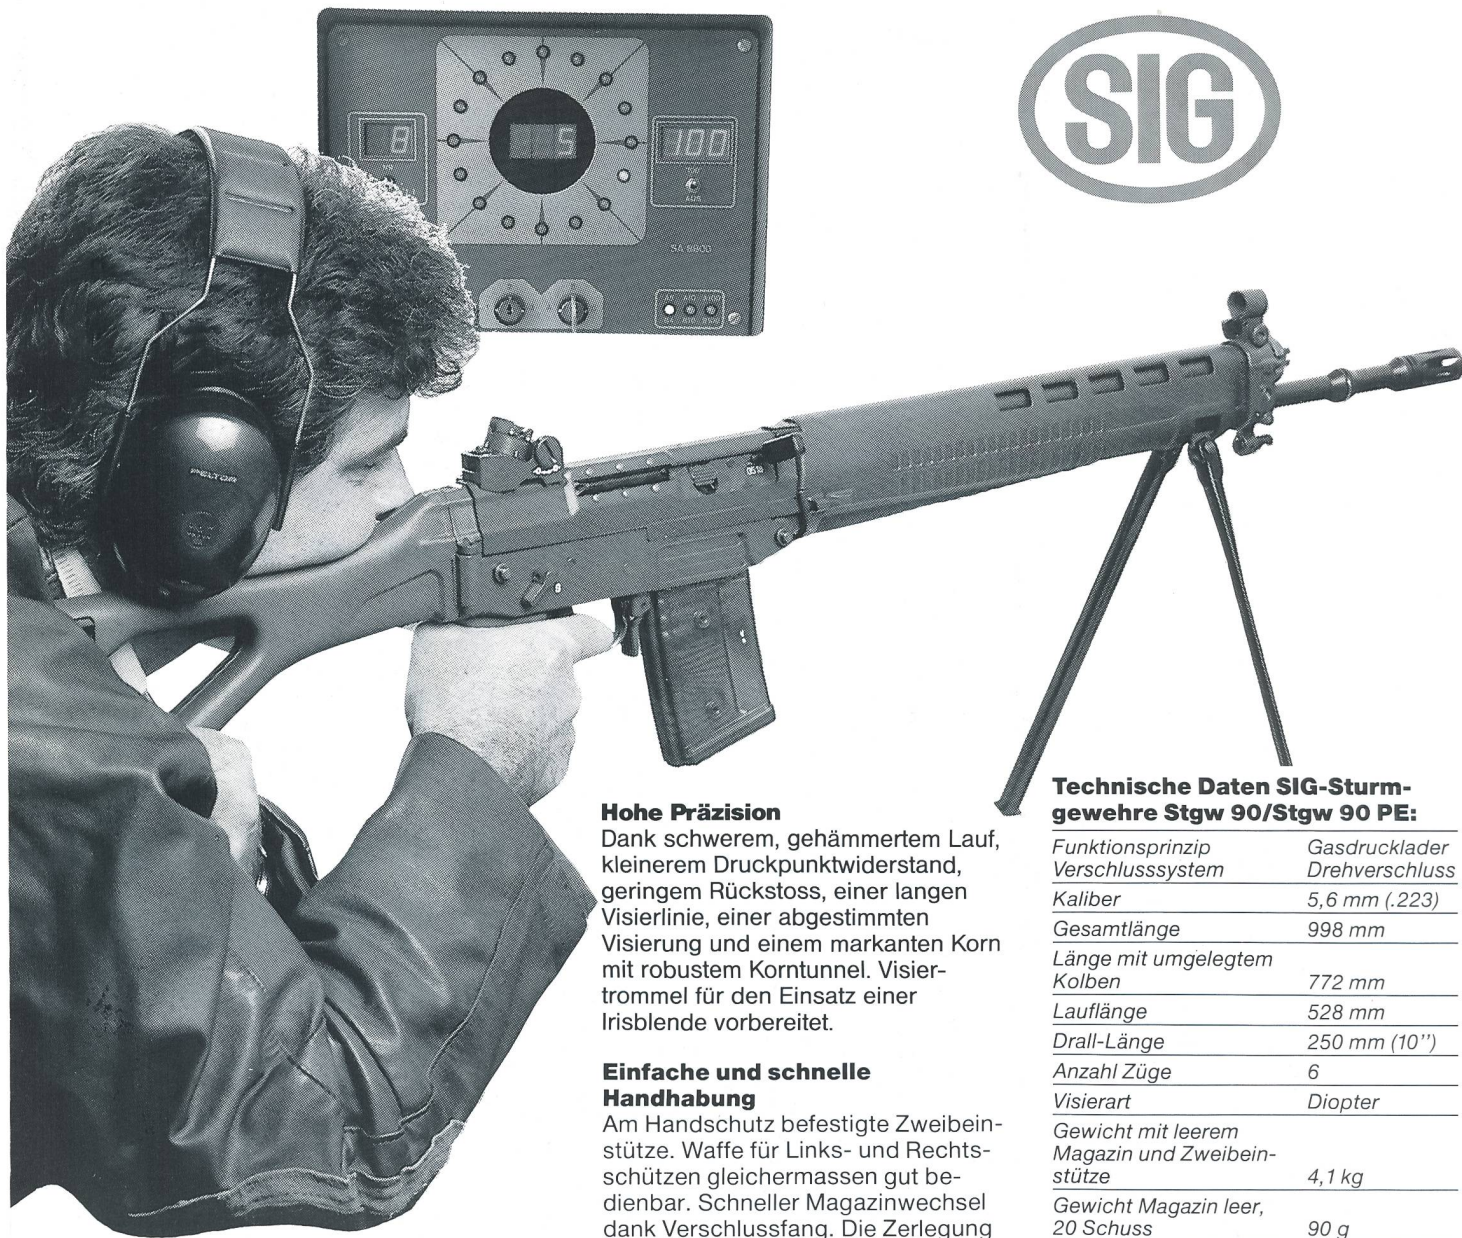 SIG
8
5
100
AUS
SA 8800
PELTOR
Hohe Präzision
Dank schwerem, gehämmertem Lauf,
kleinerem Druckpunktwiderstand,
geringem Rückstoss, einer langen
Visierlinie, einer abgestimmten
Visierung und einem markanten Korn
mit robustem Korntunnel. Visier-
trommel für den Einsatz einer
Irisblende vorbereitet.
Einfache und schnelle
Handhabung
Am Handschutz befestigte Zweibein-
stütze. Waffe für Links- und Rechts-
schützen gleichermassen gut be-
dienbar. Schneller Magazinwechsel
dank Verschlussfang. Die Zerlegung
Technische Daten SIG-Sturm-
gewehre Stgw 90/Stgw 90 PE:
Funktionsprinzip Gasdrucklader
Verschlusssystem Drehverschluss
Kaliber 5,6 mm (.223)
Gesamtlänge 998 mm
Länge mit umgelegtem
Kolben 772 mm
Lauflänge 528 mm
Drall-Länge 250 mm (10'')
Anzahl Züge 6
Visierart Diopter
Gewicht mit leerem
Magazin und Zweibein-
stütze 4,1 kg
Gewicht Magazin leer,
20 Schuss 90 g